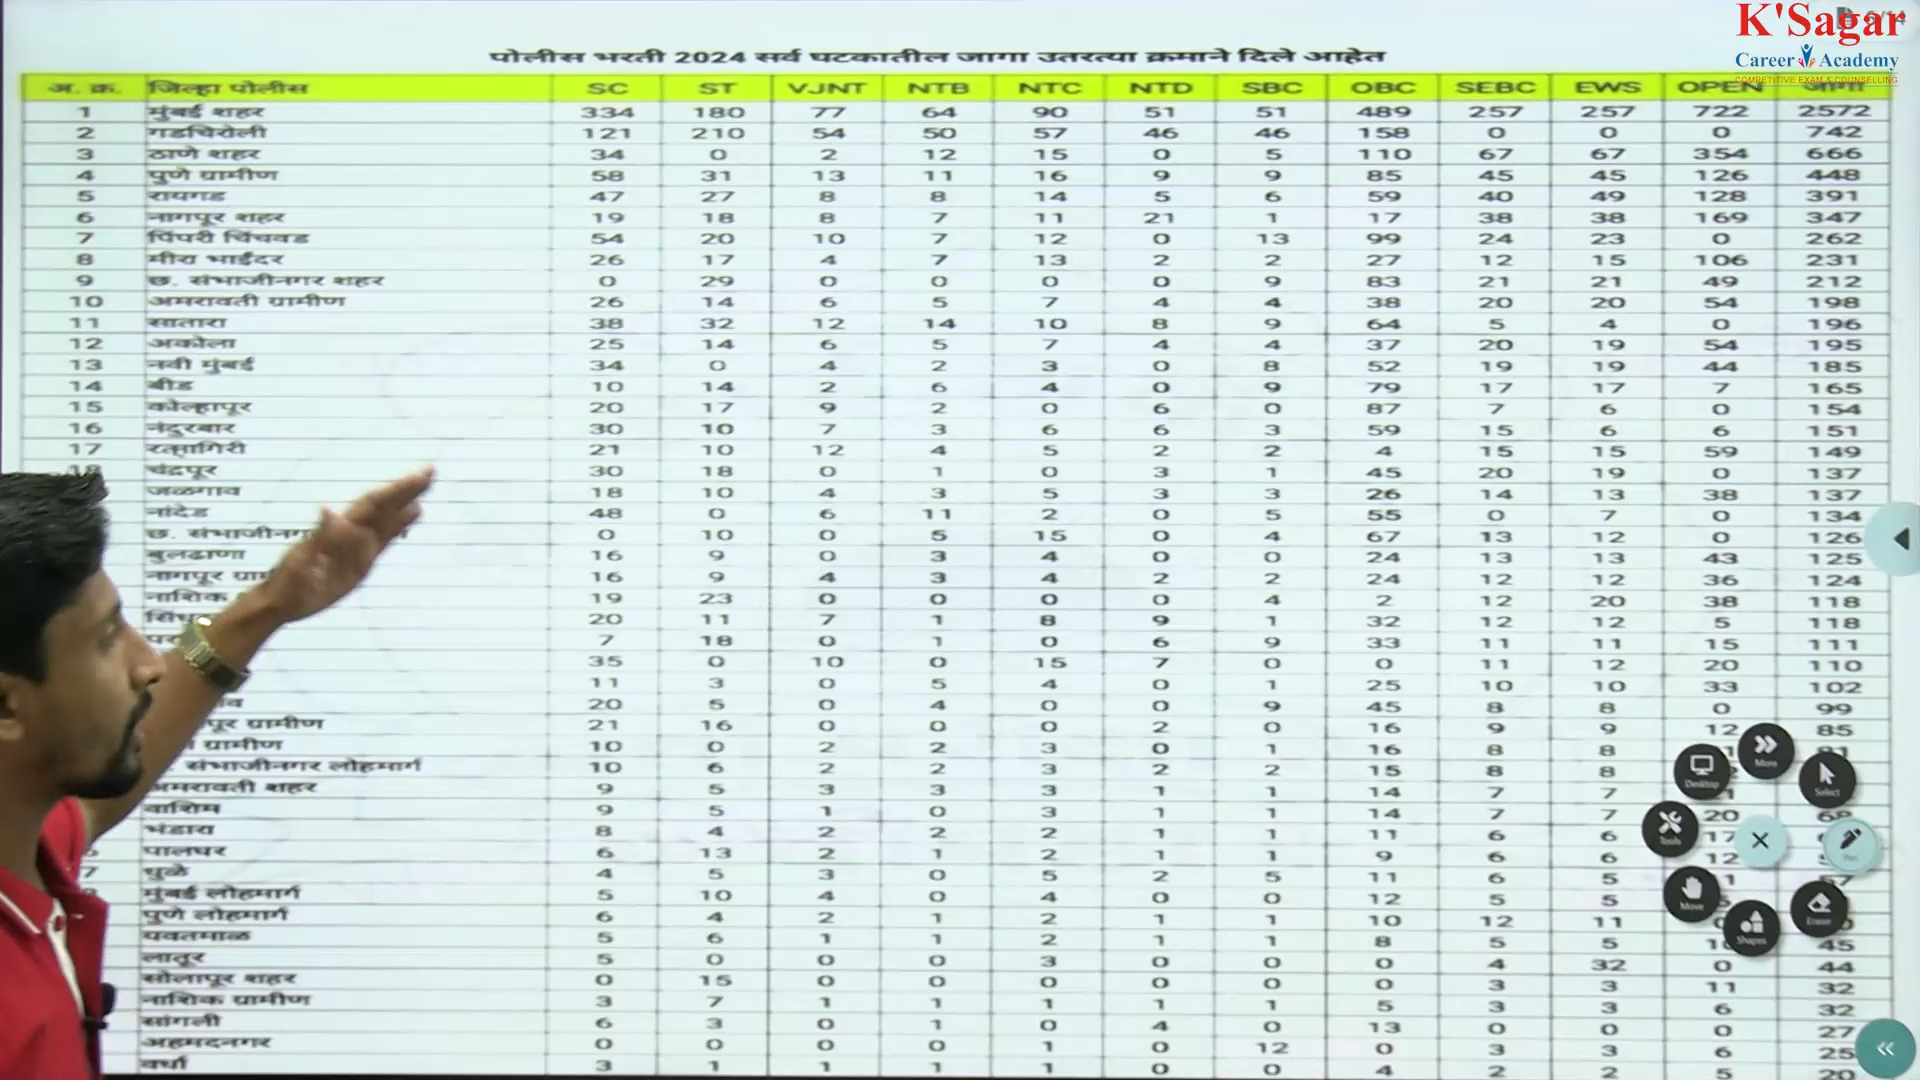 K'Sagar
Career Academy
COMPETITIVE EXAM & COUNSELLING
पोलीस भरती 2024 सर्व घटकातील जागा उतरत्या क्रमाने दिले आहेत
अ. क्र. जिल्हा पोलीस SC ST VJNT NTB NTC NTD SBC OBC SEBC EWS OPEN जागा
1 मुंबई शहर 334 180 77 64 90 51 51 489 257 257 722 2572
2 गडचिरोली 121 210 54 50 57 46 46 158 0 0 0 742
3 ठाणे शहर 34 0 2 12 15 0 5 110 67 67 354 666
4 पुणे ग्रामीण 58 31 13 11 16 9 9 85 45 45 126 448
5 रायगड 47 27 8 8 14 5 6 59 40 49 128 391
6 नागपूर शहर 19 18 8 7 11 21 1 17 38 38 169 347
7 पिंपरी चिंचवड 54 20 10 7 12 0 13 99 24 23 0 262
8 मीरा भाईंदर 26 17 4 7 13 2 2 27 12 15 106 231
9 छ. संभाजीनगर शहर 0 29 0 0 0 0 9 83 21 21 49 212
10 अमरावती ग्रामीण 26 14 6 5 7 4 4 38 20 20 54 198
11 सातारा 38 32 12 14 10 8 9 64 5 4 0 196
12 अकोला 25 14 6 5 7 4 4 37 20 19 54 195
13 नवी मुंबई 34 0 4 2 3 0 8 52 19 19 44 185
14 बीड 10 14 2 6 4 0 9 79 17 17 7 165
15 कोल्हापूर 20 17 9 2 0 6 0 87 7 6 0 154
16 नंदुरबार 30 10 7 3 6 6 3 59 15 6 6 151
17 रत्नागिरी 21 10 12 4 5 2 2 4 15 15 59 149
18 चंद्रपूर 30 18 0 1 0 3 1 45 20 19 0 137
जळगाव 18 10 4 3 5 3 3 26 14 13 38 137
नांदेड 48 0 6 11 2 0 5 55 0 7 0 134
छ. संभाजीनग 0 10 0 5 15 0 4 67 13 12 0 126
बुलढाणा 16 9 0 3 4 0 0 24 13 13 43 125
नागपूर ग्रा 16 9 4 3 4 2 2 24 12 12 36 124
नाशिक 19 23 0 0 0 0 4 2 12 20 38 118
20 11 7 1 8 9 1 32 12 12 5 118
7 18 0 1 0 6 9 33 11 11 15 111
35 0 10 0 15 7 0 0 11 12 20 110
11 3 0 5 4 0 1 25 10 10 33 102
व 20 5 0 4 0 0 9 45 8 8 0 99
पूर ग्रामीण 21 16 0 0 0 2 0 16 9 9 12 85
ग्रामीण 10 0 2 2 3 0 1 16 8 8
संभाजीनगर लोहमार्ग 10 6 2 2 3 2 2 15 8 8
अमरावती शहर 9 5 3 3 3 1 1 14 7 7
वाशिम 9 5 1 0 3 1 1 14 7 7 20
भंडारा 8 4 2 2 2 1 1 11 6 6 17
पालघर 6 13 2 1 2 1 1 9 6 6 12
7 धुळे 4 5 3 0 5 2 5 11 6 5 1
मुंबई लोहमार्ग 5 10 4 0 4 0 0 12 5 5
पुणे लोहमार्ग 6 4 2 1 2 1 1 10 12 11
यवतमाळ 5 6 1 1 2 1 1 8 5 5 45
लातूर 5 0 0 0 3 0 0 0 4 32 0 44
सोलापूर शहर 0 15 0 0 0 0 0 0 3 3 11 32
नाशिक ग्रामीण 3 7 1 1 1 1 1 5 3 3 6 32
सांगली 6 3 0 1 0 4 0 13 0 0 0 27
अहमदनगर 0 0 0 0 1 0 12 0 3 3 6 25
वर्धा 3 1 1 1 1 0 0 4 2 2 5 20
More
Desktop
Select
Tools
Pen
Move
Erase
Shapes